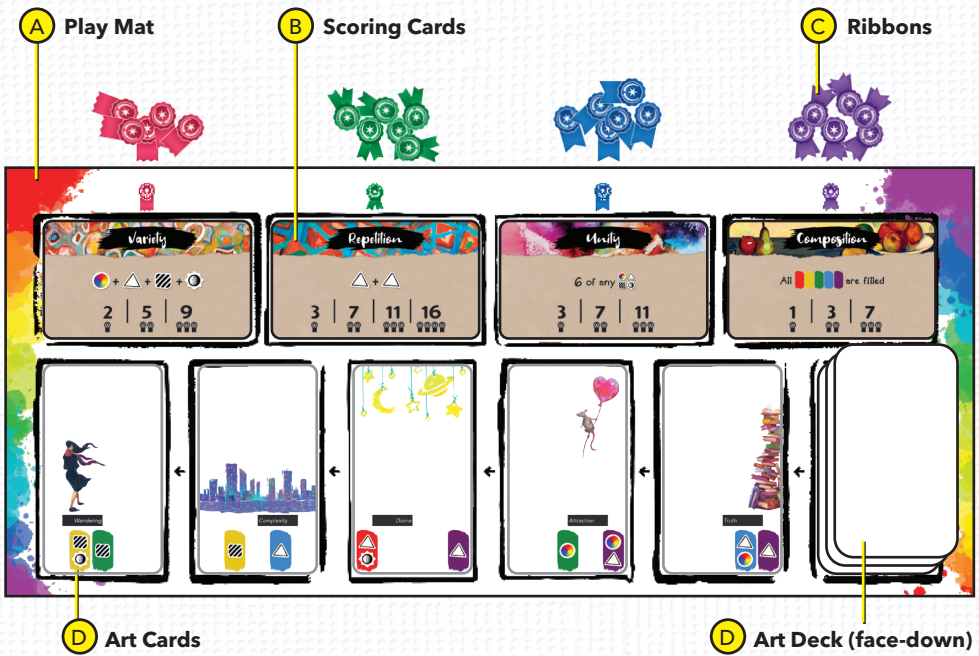 A Play Mat
B Scoring Cards
C Ribbons
Variety
+ + +
2 5 9
Repetition
+
3 7 11 16
Unity
6 of any
3 7 11
Composition
All are filled
1 3 7
Wandering
Complexity
Divine
Attraction
Truth
D Art Cards
D Art Deck (face-down)